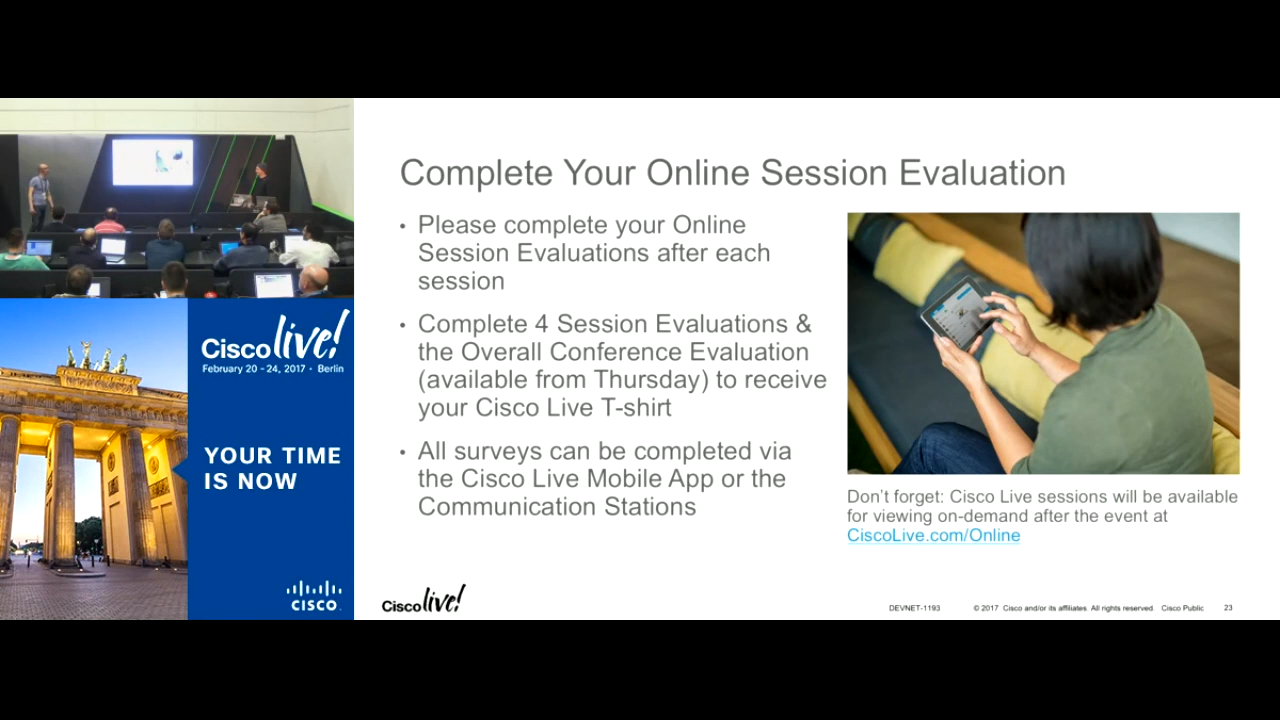 Cisco live!
February 20 - 24, 2017 • Berlin
YOUR TIME
IS NOW
CISCO.
Complete Your Online Session Evaluation
• Please complete your Online
Session Evaluations after each
session
• Complete 4 Session Evaluations &
the Overall Conference Evaluation
(available from Thursday) to receive
your Cisco Live T-shirt
• All surveys can be completed via
the Cisco Live Mobile App or the
Communication Stations
Don't forget: Cisco Live sessions will be available
for viewing on-demand after the event at
CiscoLive.com/Online
Cisco live!
DEVNET-1193 © 2017 Cisco and/or its affiliates. All rights reserved. Cisco Public 23